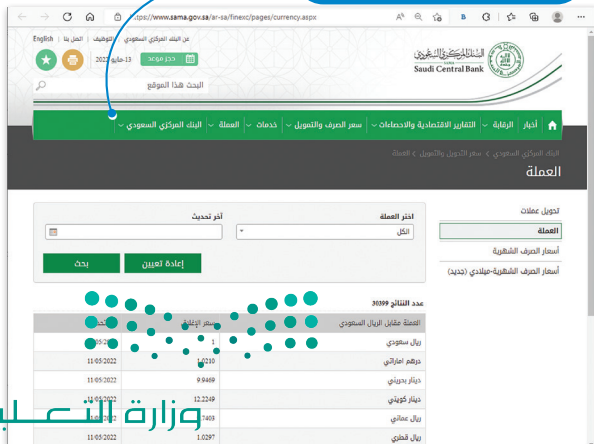 https://www.sama.gov.sa/ar-sa/finexc/pages/currency.aspx
عن البنك المركزي السعودي التوظيف اتصل بنا English
حجز موعد 13-مايو-2022
البنك المركزي السعودي
SAMA
Saudi Central Bank
البحث هذا الموقع
أخبار الرقابة التقارير الاقتصادية والاحصاءات سعر الصرف والتمويل خدمات العملة البنك المركزي السعودي
البنك المركزي السعودي > سعر التحويل والتمويل > العملة
العملة
تحويل عملات
العملة
أسعار الصرف الشهرية
أسعار الصرف الشهرية-ميلادي (جديد)
اختر العملة
الكل
آخر تحديث
إعادة تعيين
بحث
عدد النتائج 30399
العملة مقابل الريال السعودي سعر الإغلاق
ريال سعودي 1
درهم اماراتي 1.0210 11/05/2022
دينار بحريني 9.9469 11/05/2022
دينار كويتي 12.2249 11/05/2022
ريال عماني
ريال قطري 1.0297 11/05/2022
وزارة